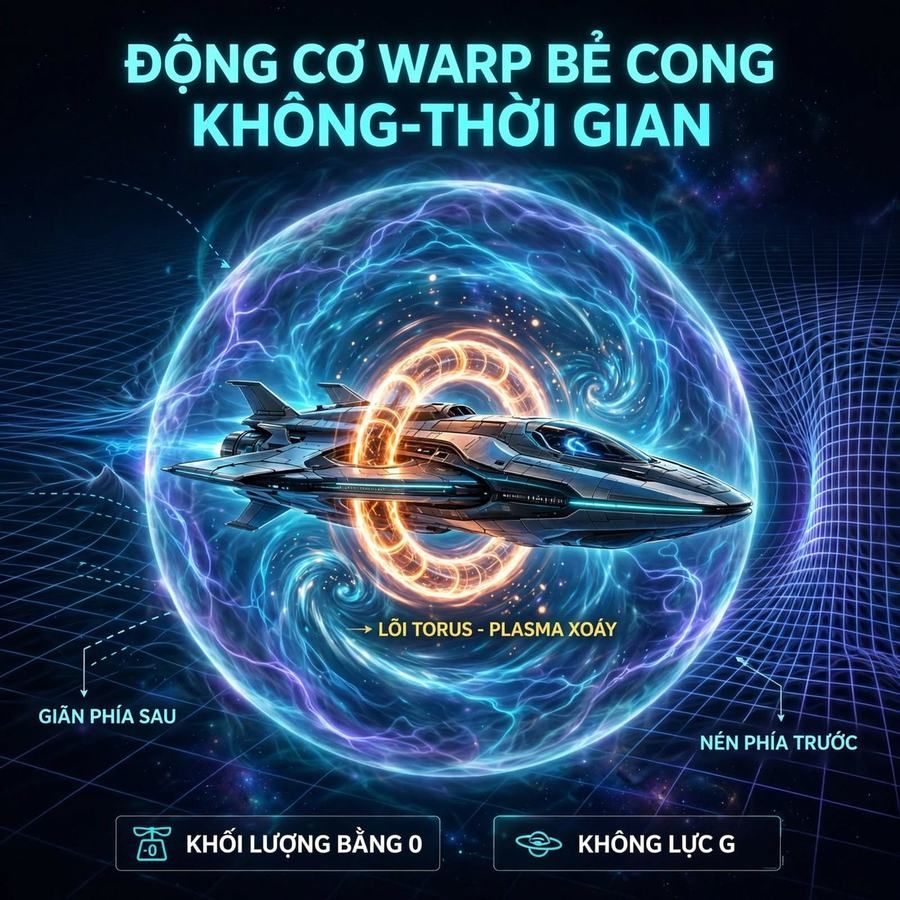 ĐỘNG CƠ WARP BẺ CONG
KHÔNG-THỜI GIAN
LÕI TORUS - PLASMA XOÁY
GIÃN PHÍA SAU
NÉN PHÍA TRƯỚC
-0
KHỐI LƯỢNG BẰNG 0
KHÔNG LỰC G